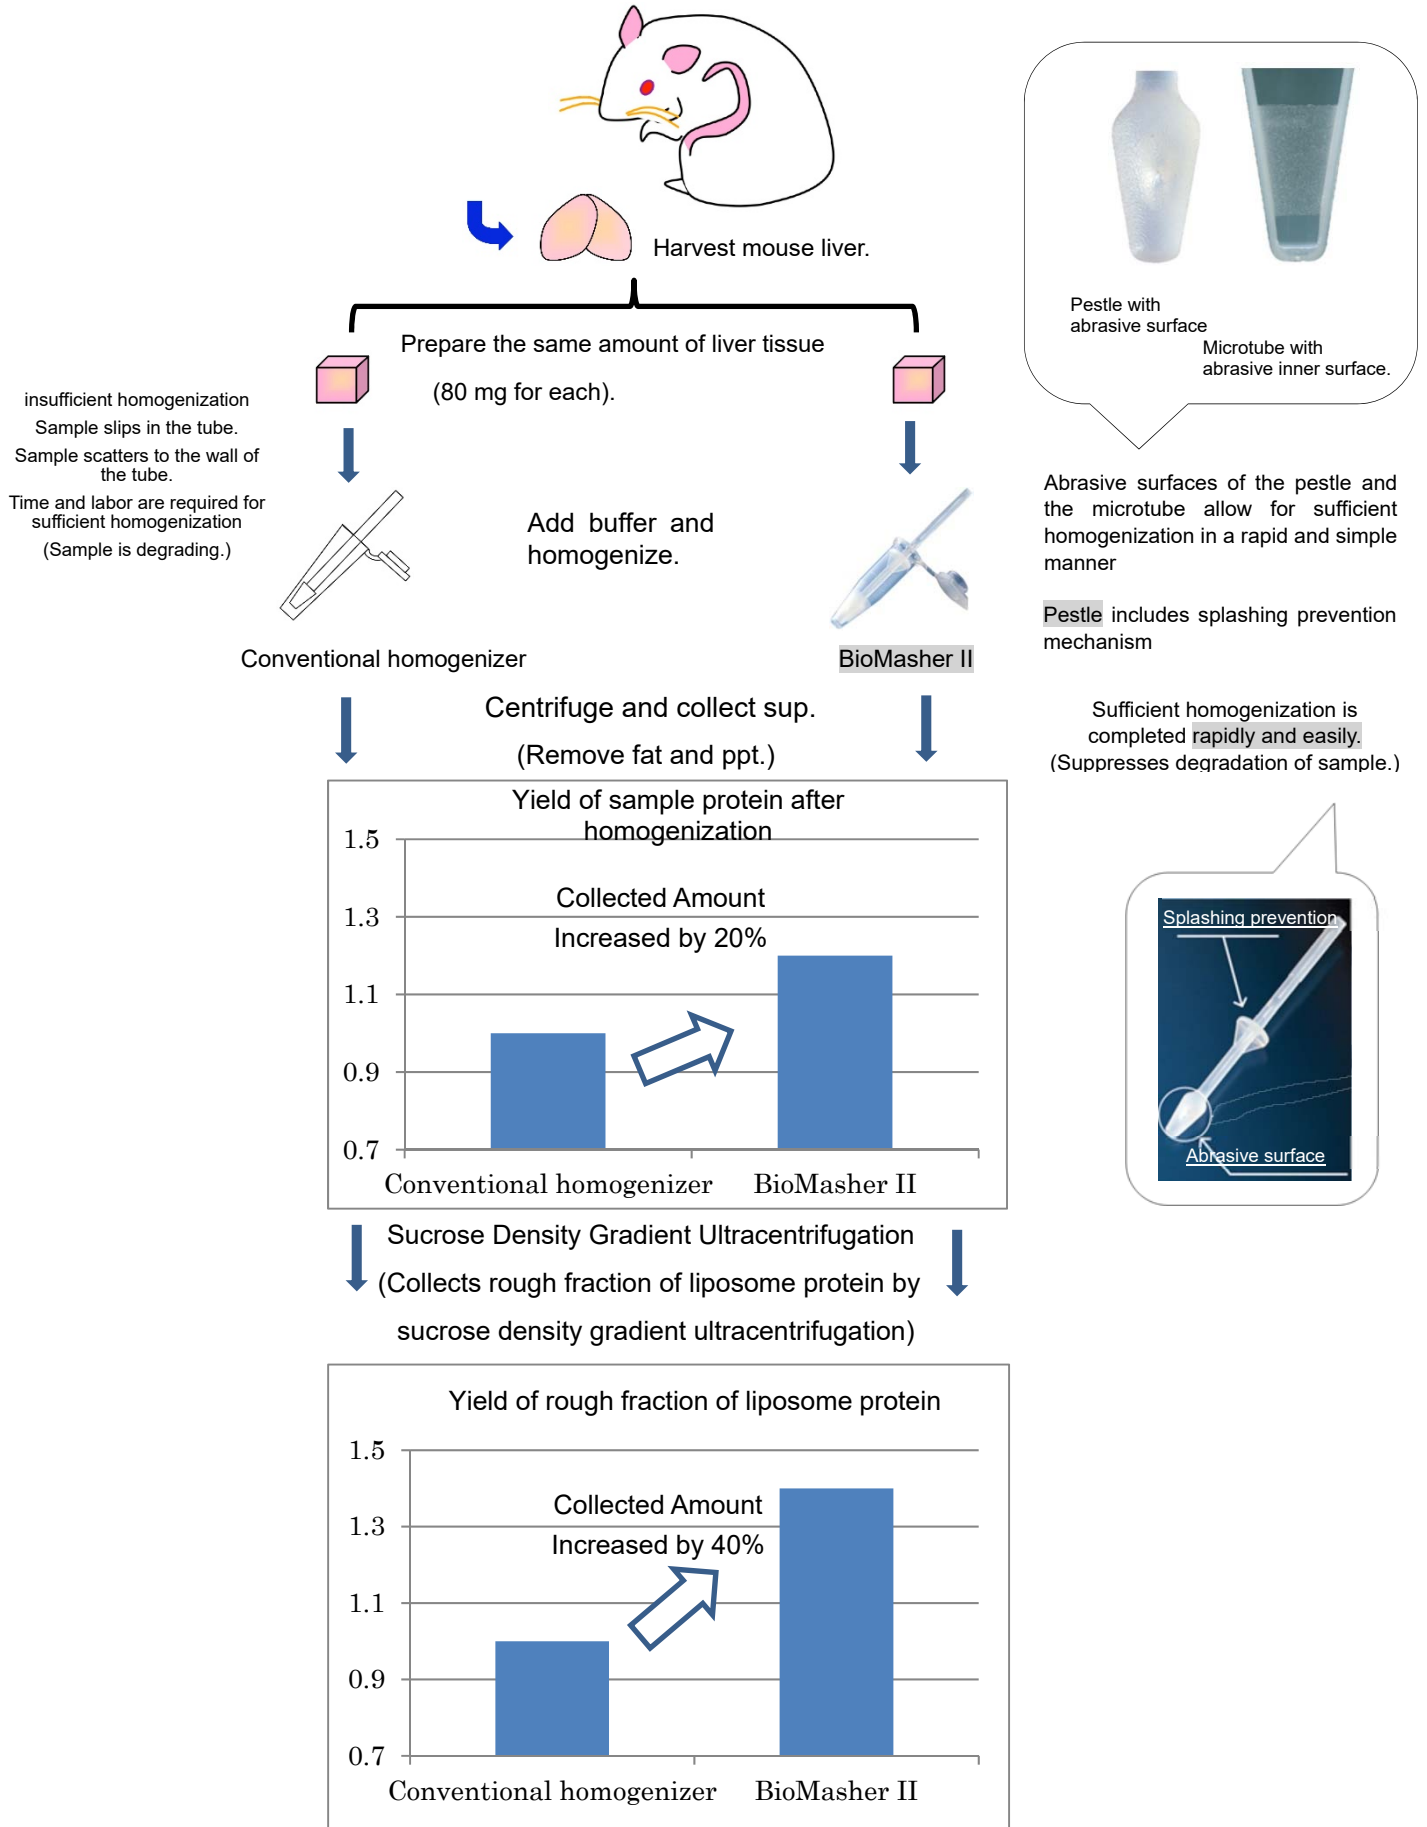 Harvest mouse liver.
Pestle with
abrasive surface
Microtube with
abrasive inner surface.
Prepare the same amount of liver tissue
(80 mg for each).
insufficient homogenization
Sample slips in the tube.
Sample scatters to the wall of
the tube.
Time and labor are required for
sufficient homogenization
(Sample is degrading.)
Add buffer and
homogenize.
Abrasive surfaces of the pestle and
the microtube allow for sufficient
homogenization in a rapid and simple
manner
Pestle includes splashing prevention
mechanism
Conventional homogenizer
BioMasher II
Centrifuge and collect sup.
(Remove fat and ppt.)
Sufficient homogenization is
completed rapidly and easily.
(Suppresses degradation of sample.)
Yield of sample protein after
homogenization
1.5
1.3
1.1
0.9
0.7
Collected Amount
Increased by 20%
Conventional homogenizer
BioMasher II
Splashing prevention
Abrasive surface
Sucrose Density Gradient Ultracentrifugation
(Collects rough fraction of liposome protein by
sucrose density gradient ultracentrifugation)
Yield of rough fraction of liposome protein
1.5
1.3
1.1
0.9
0.7
Collected Amount
Increased by 40%
Conventional homogenizer
BioMasher II